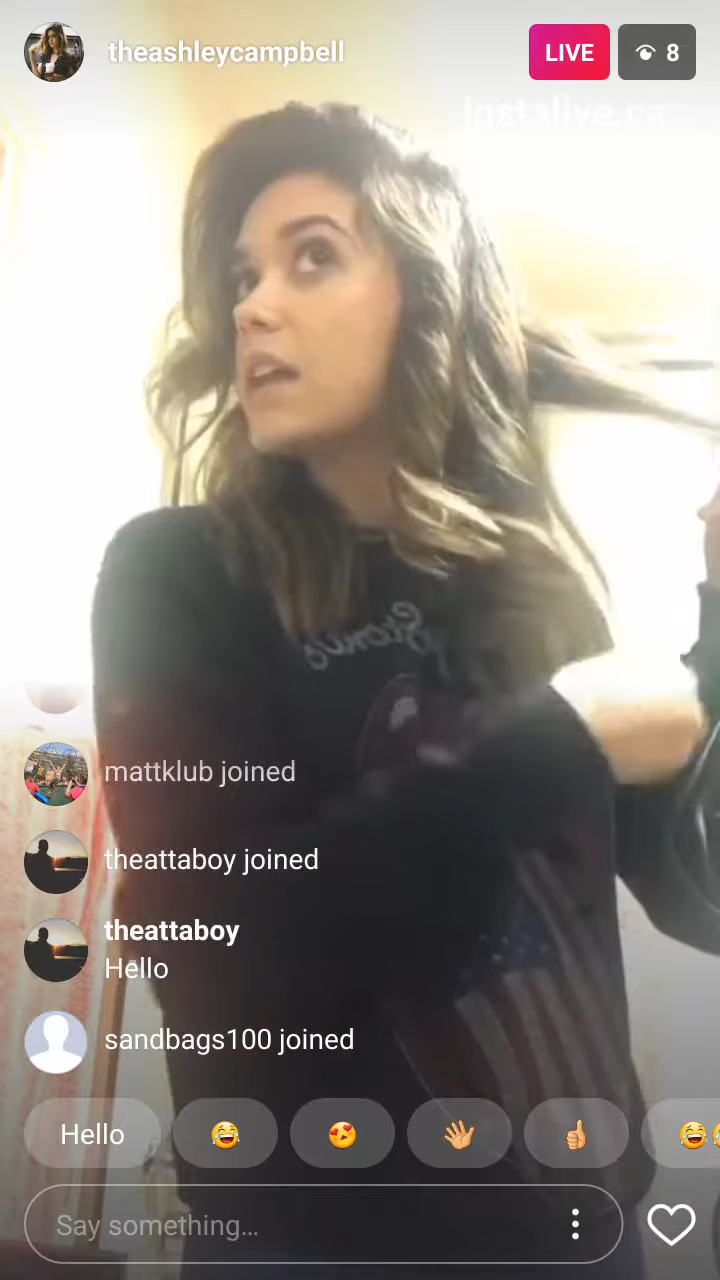 theashleycampbell
LIVE
8
instalive.ca
mattklub joined
theattaboy joined
theattaboy
Hello
sandbags100 joined
Hello
Say something...